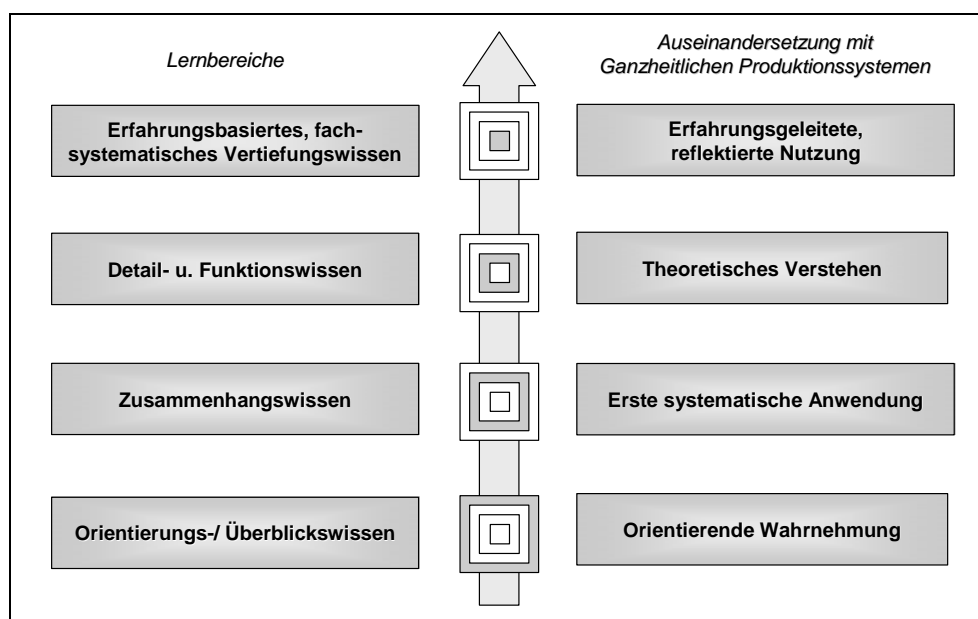 Lernbereiche
Auseinandersetzung mit
Ganzheitlichen Produktionssystemen
Erfahrungsbasiertes, fach-
systematisches Vertiefungswissen
Erfahrungsgeleitete,
reflektierte Nutzung
Detail- u. Funktionswissen
Theoretisches Verstehen
Zusammenhangswissen
Erste systematische Anwendung
Orientierungs-/ Überblickswissen
Orientierende Wahrnehmung